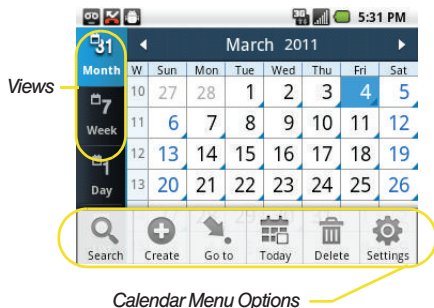 3G 5:31 PM
31 March 2011
Views
Month W Sun Mon Tue Wed Thu Fri Sat
10 27 28 1 2 3 4 5
7 Week 11 6 7 8 9 10 11 12
1 12 13 14 15 16 17 18 19
Day 13 20 21 22 23 24 25 26
Search Create Go to Today Delete Settings
Calendar Menu Options